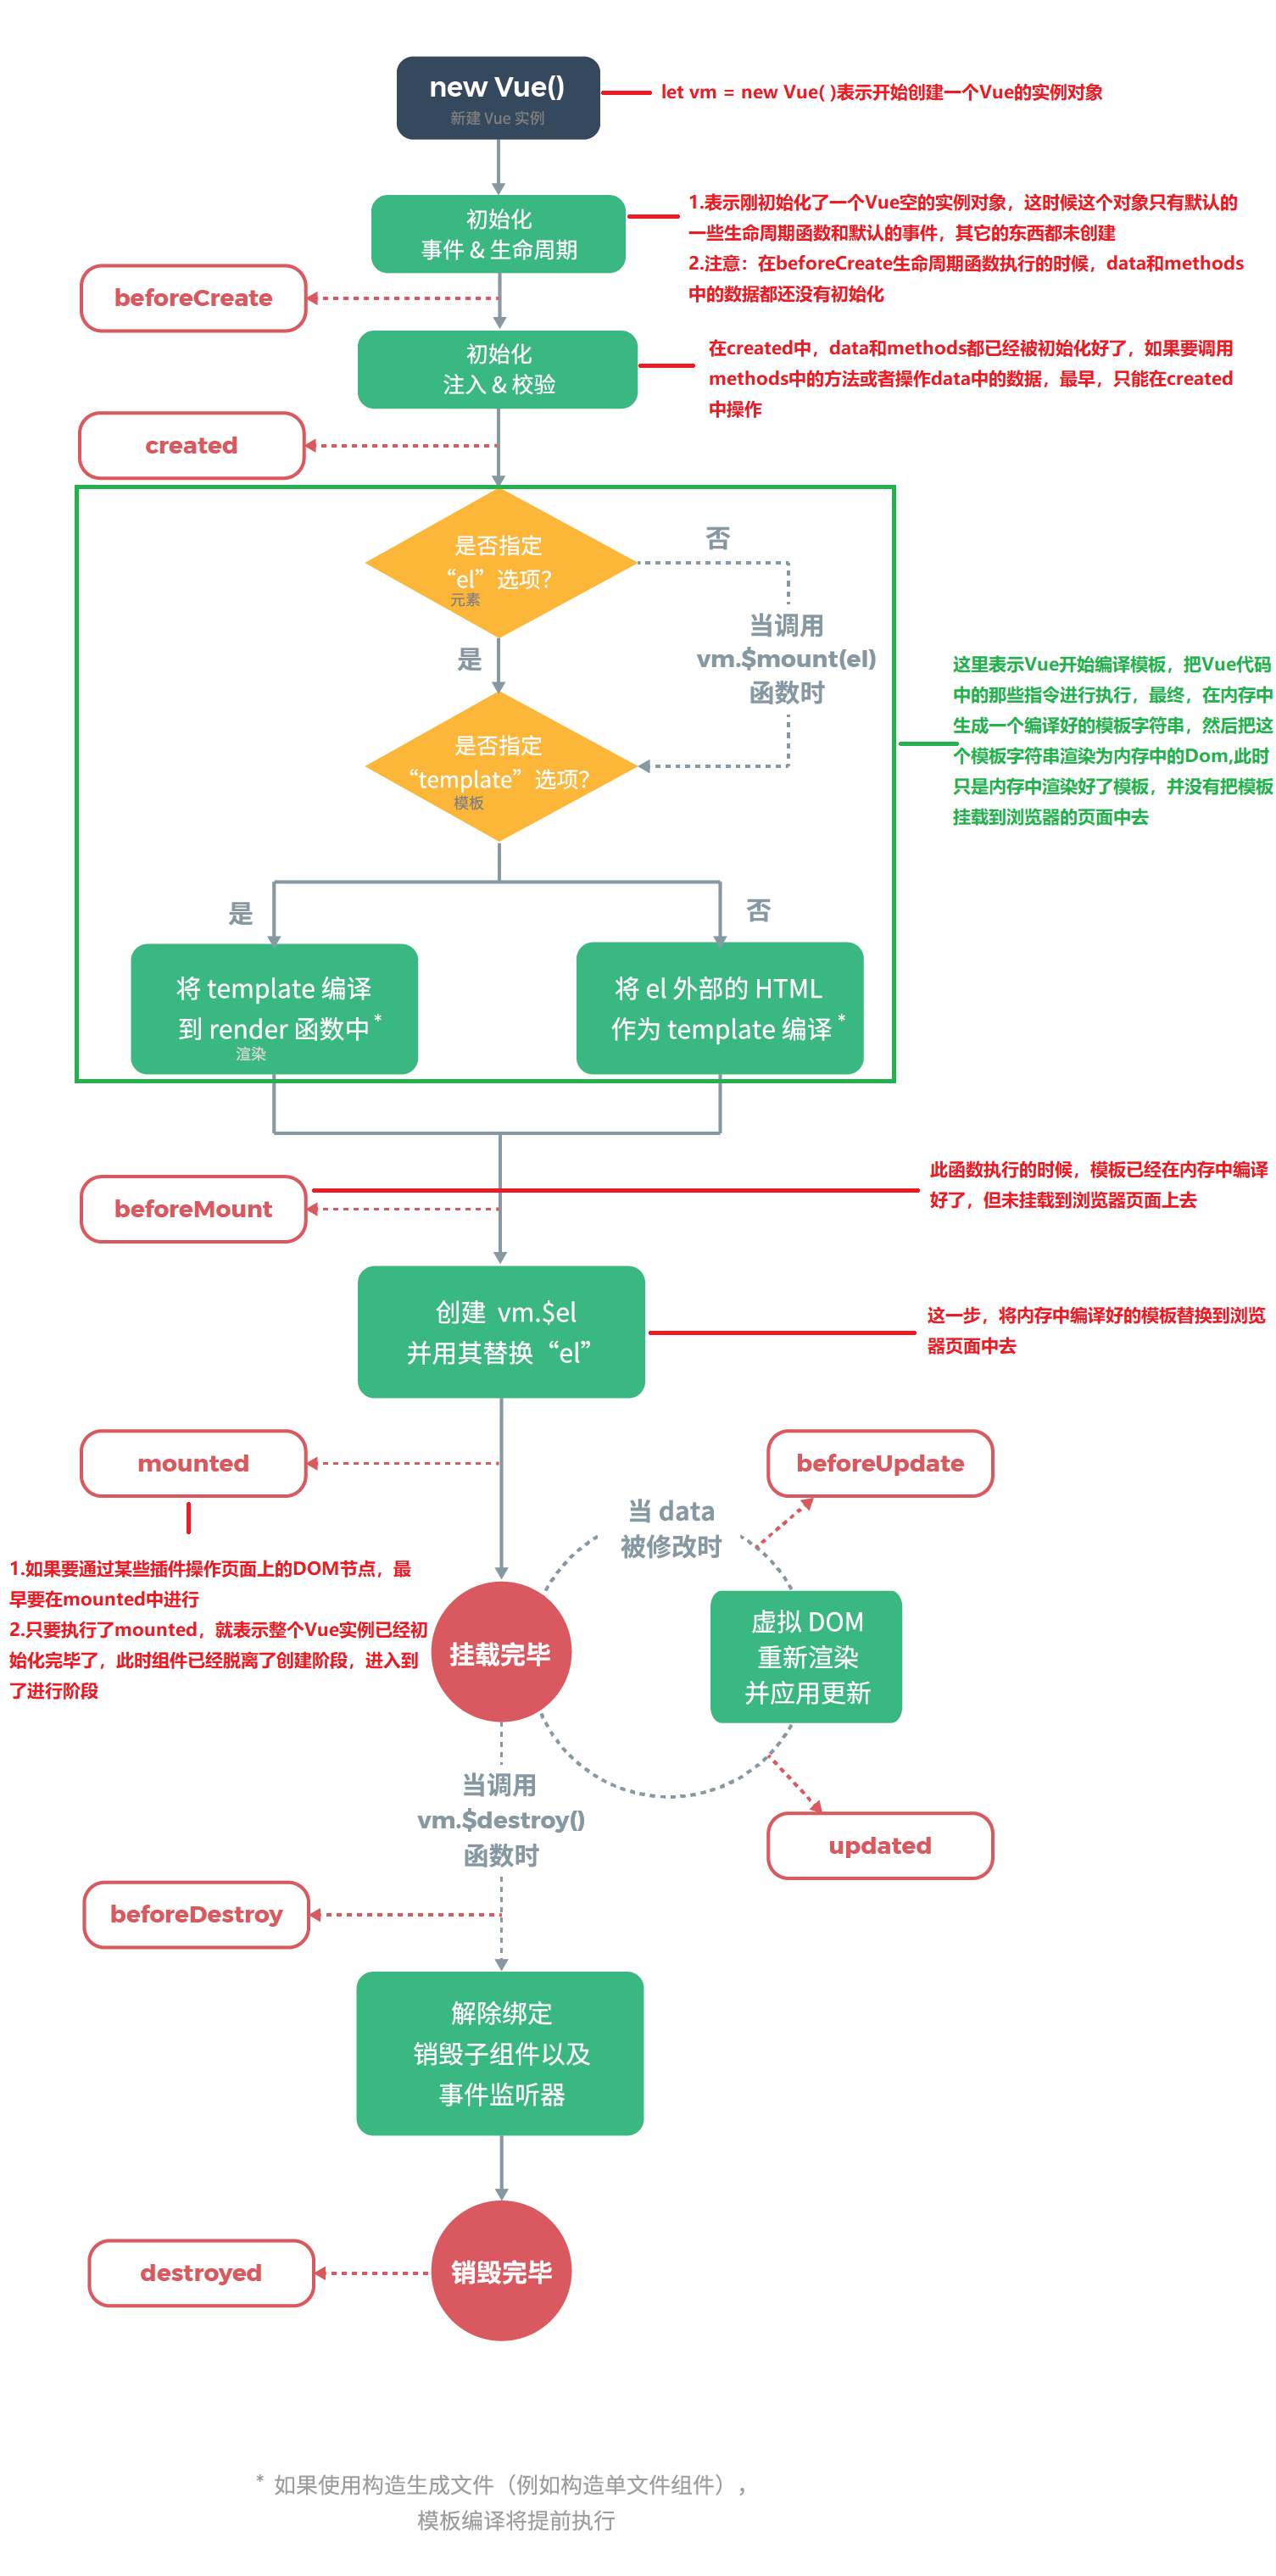 new Vue()
新建 Vue 实例
let vm = new Vue( )表示开始创建一个Vue的实例对象
初始化
事件 & 生命周期
1.表示刚初始化了一个Vue空的实例对象，这时候这个对象只有默认的
一些生命周期函数和默认的事件，其它的东西都未创建
2.注意：在beforeCreate生命周期函数执行的时候，data和methods
中的数据都还没有初始化
beforeCreate
初始化
注入 & 校验
在created中，data和methods都已经被初始化好了，如果要调用
methods中的方法或者操作data中的数据，最早，只能在created
中操作
created
是否指定
“el”选项？
元素
否
当调用
vm.$mount(el)
函数时
是
是否指定
“template”选项？
模板
这里表示Vue开始编译模板，把Vue代码
中的那些指令进行执行，最终，在内存中
生成一个编译好的模板字符串，然后把这
个模板字符串渲染为内存中的Dom,此时
只是内存中渲染好了模板，并没有把模板
挂载到浏览器的页面中去
是
否
将 template 编译
到 render 函数中*
渲染
将 el 外部的 HTML
作为 template 编译*
beforeMount
此函数执行的时候，模板已经在内存中编译
好了，但未挂载到浏览器页面上去
创建 vm.$el
并用其替换“el”
这一步，将内存中编译好的模板替换到浏览
器页面中去
mounted
beforeUpdate
当 data
被修改时
1.如果要通过某些插件操作页面上的DOM节点，最
早要在mounted中进行
2.只要执行了mounted，就表示整个Vue实例已经初
始化完毕了，此时组件已经脱离了创建阶段，进入到
了进行阶段
挂载完毕
虚拟 DOM
重新渲染
并应用更新
当调用
vm.$destroy()
函数时
updated
beforeDestroy
解除绑定
销毁子组件以及
事件监听器
销毁完毕
destroyed
* 如果使用构造生成文件（例如构造单文件组件），
模板编译将提前执行